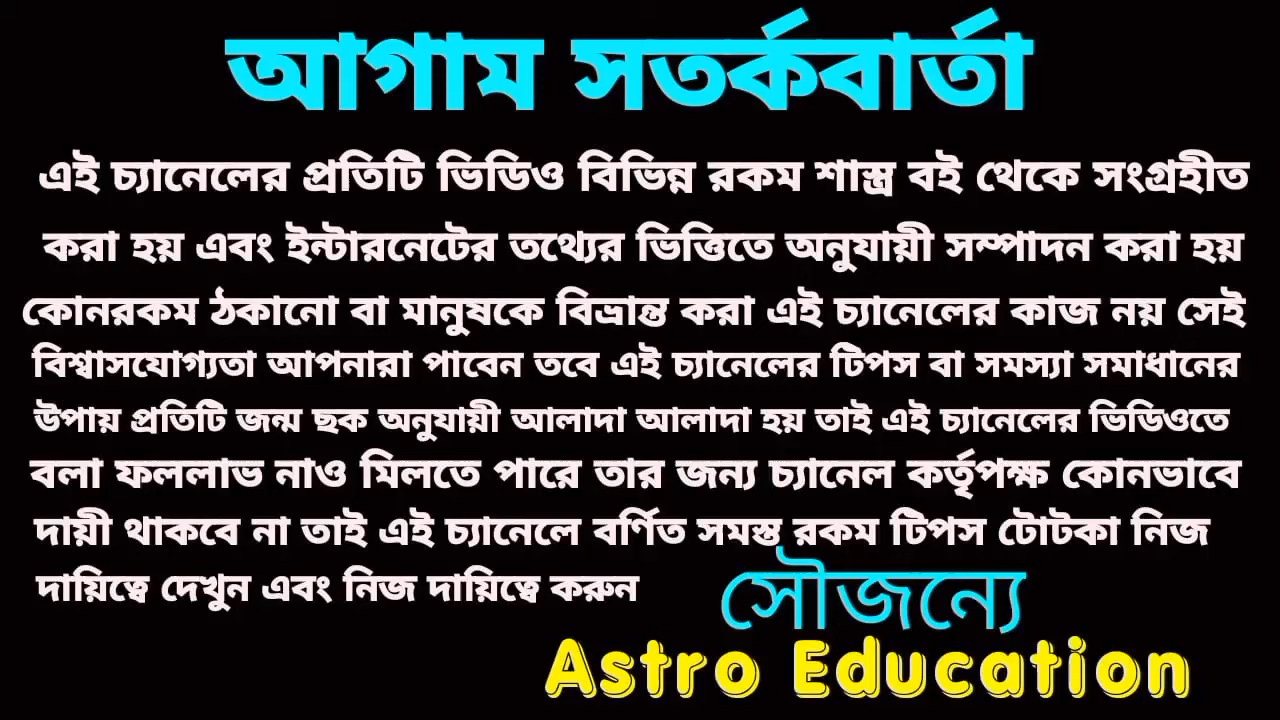 আগাম সতর্কবার্তা
এই চ্যানেলের প্রতিটি ভিডিও বিভিন্ন রকম শাস্ত্র বই থেকে সংগ্রহীত
করা হয় এবং ইন্টারনেটের তথ্যের ভিত্তিতে অনুযায়ী সম্পাদন করা হয়
কোনরকম ঠকানো বা মানুষকে বিভ্রান্ত করা এই চ্যানেলের কাজ নয় সেই
বিশ্বাসযোগ্যতা আপনারা পাবেন তবে এই চ্যানেলের টিপস বা সমস্যা সমাধানের
উপায় প্রতিটি জন্ম ছক অনুযায়ী আলাদা আলাদা হয় তাই এই চ্যানেলের ভিডিওতে
বলা ফললাভ নাও মিলতে পারে তার জন্য চ্যানেল কর্তৃপক্ষ কোনভাবে
দায়ী থাকবে না তাই এই চ্যানেলে বর্ণিত সমস্ত রকম টিপস টোটকা নিজ
দায়িত্বে দেখুন এবং নিজ দায়িত্বে করুন
সৌজন্যে
Astro Education